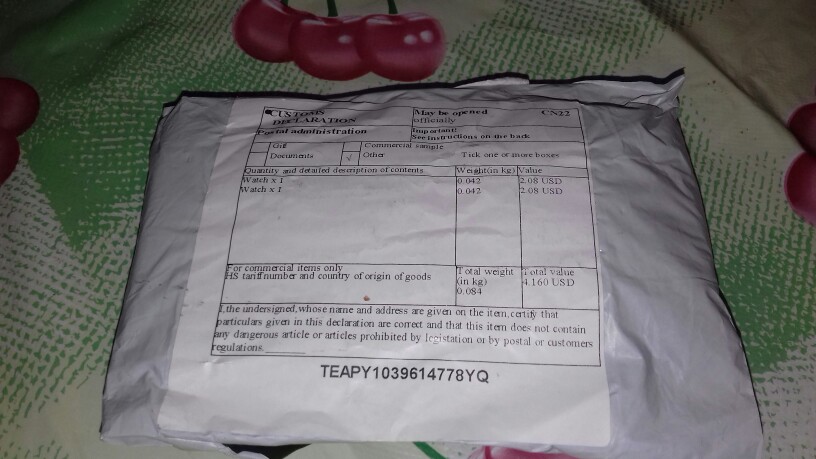 CUSTOMS
DECLARATION
May be opened
officially
CN22
Postal administration
Important!
See instructions on the back
Gif
Commercial sample
Documents
√
Other
Tick one or more boxes
Quantity and detailed description of contents
Weight(in kg)
Value
Watch x 1
0.042
2.08 USD
Watch x 1
0.042
2.08 USD
For commercial items only
HS tariff number and country of origin of goods
Total weight
(in kg)
0.084
Total value
4.160 USD
I,the undersigned,whose name and address are given on the item,certify that
particulars given in this declaration are correct and that this item does not contain
any dangerous article or articles prohibited by legistation or by postal or customers
regulations.
TEAPY1039614778YQ